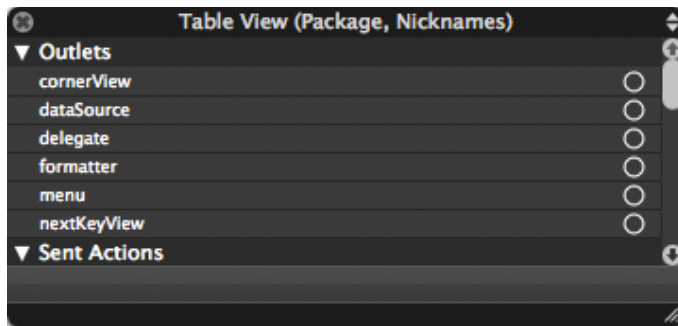 Table View (Package, Nicknames)
Outlets
cornerView
dataSource
delegate
formatter
menu
nextKeyView
Sent Actions